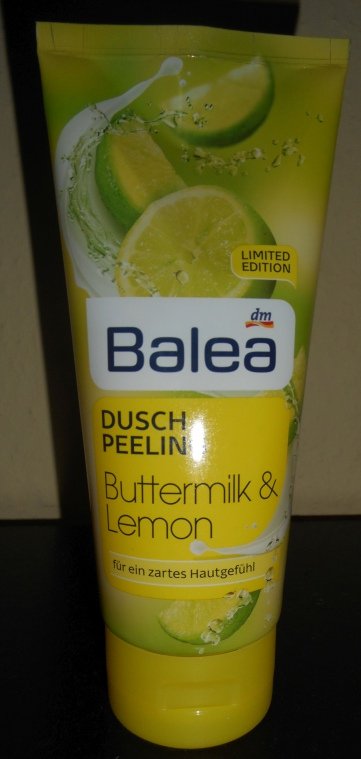 LIMITED
EDITION
dm
Balea
DUSCH
PEELIN
Buttermilk &
Lemon
für ein zartes Hautgefühl